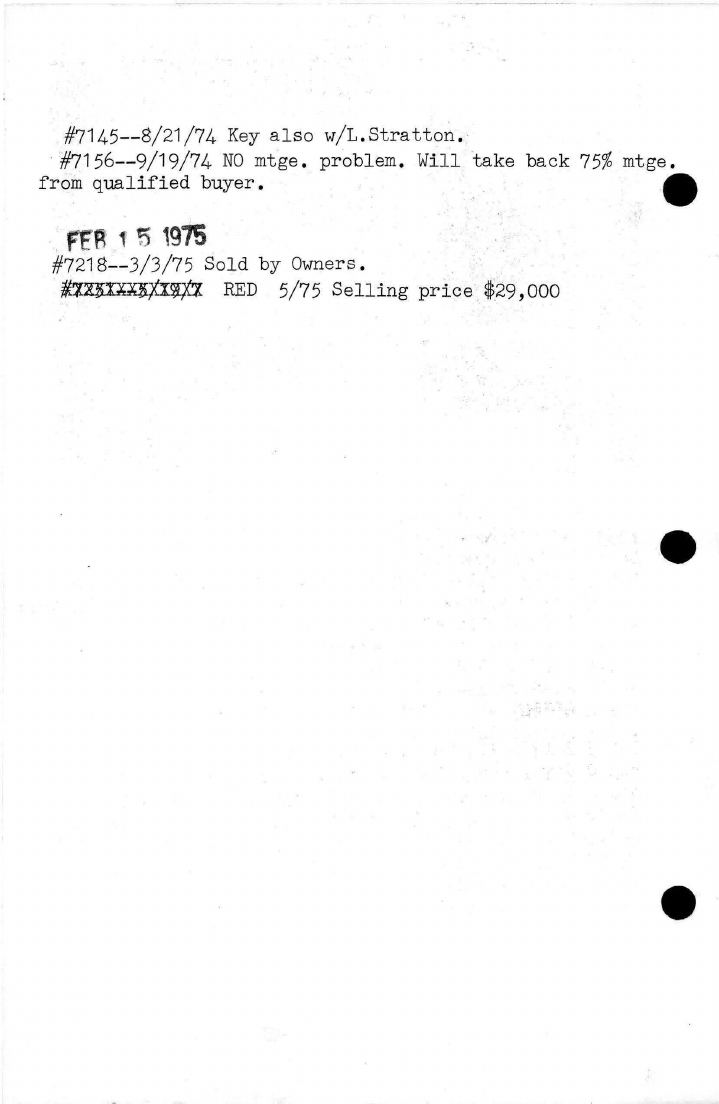 #7145--8/21/74 Key also w/L.Stratton.
#7156--9/19/74 NO mtge. problem. Will take back 75% mtge.
from qualified buyer.
FEB 15 1975
#7218--3/3/75 Sold by Owners.
RED 5/75 Selling price $29,000